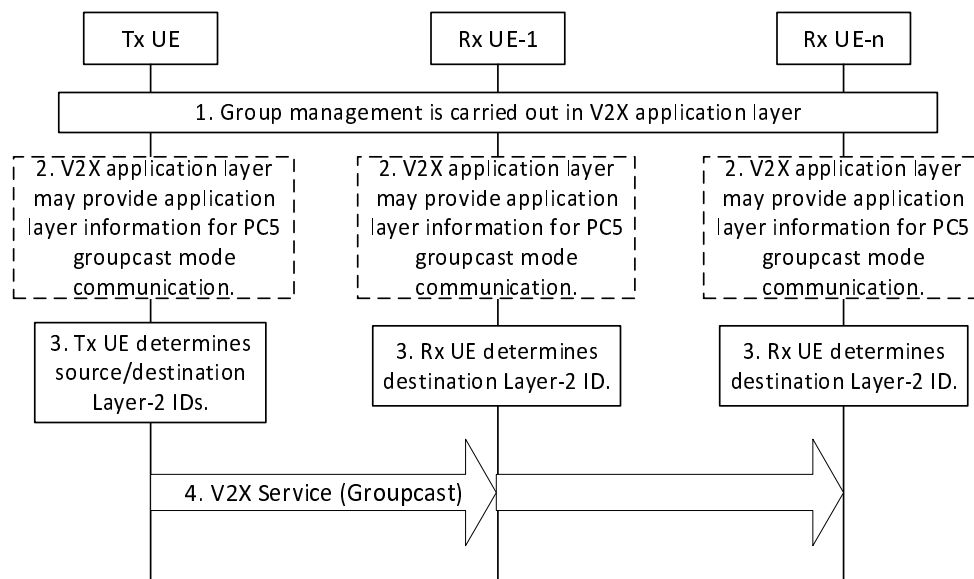 Tx UE
Rx UE-1
Rx UE-n
1. Group management is carried out in V2X application layer
2. V2X application layer
may provide application
layer information for PC5
groupcast mode
communication.
2. V2X application layer
may provide application
layer information for PC5
groupcast mode
communication.
2. V2X application layer
may provide application
layer information for PC5
groupcast mode
communication.
3. Tx UE determines
source/destination
Layer-2 IDs.
3. Rx UE determines
destination Layer-2 ID.
3. Rx UE determines
destination Layer-2 ID.
4. V2X Service (Groupcast)